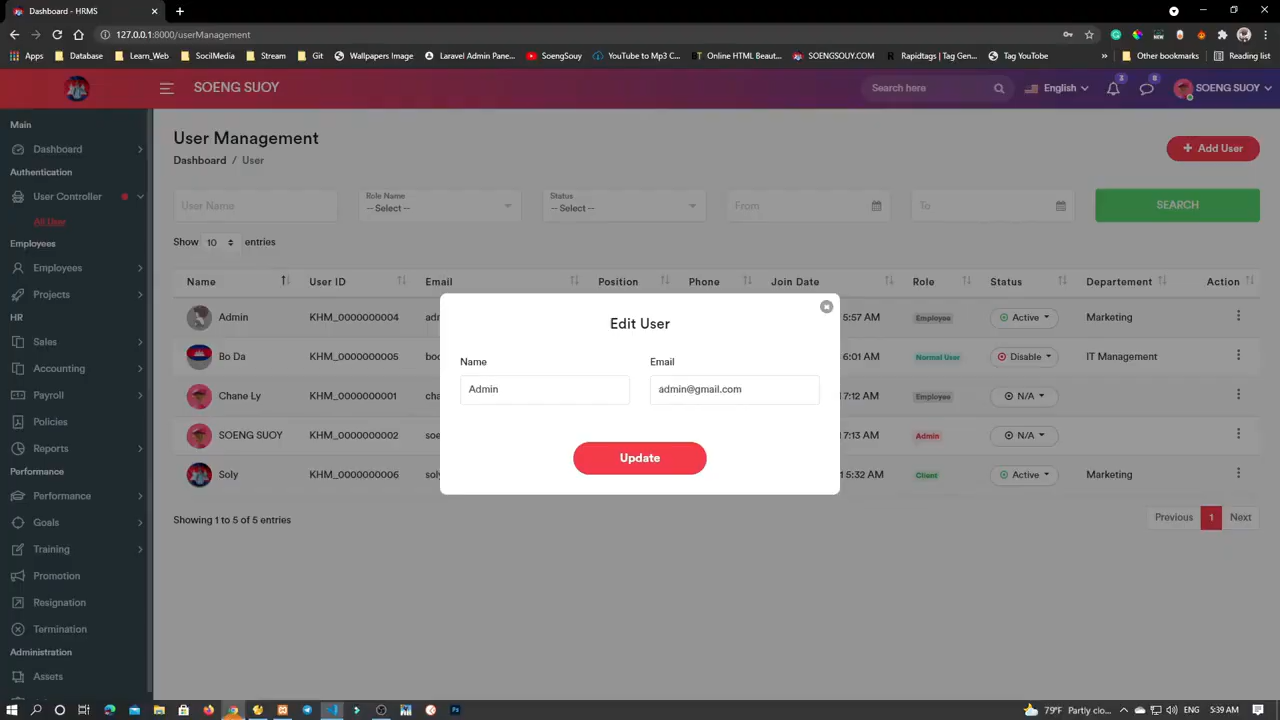 Dashboard - HRMS
127.0.0.1:8000/userManagement
Apps Database Learn_Web SocilMedia Stream Git Wallpapers Image Laravel Admin Pane... SoengSouy YouTube to Mp3 C... Online HTML Beaut... SOENGSOUY.COM Rapidtags | Tag Gen... Tag YouTube » Other bookmarks Reading list
SOENG SUOY Search here English 3 8 SOENG SUOY
Main
Dashboard
Authentication
User Controller
All User
Employees
Employees
Projects
HR
Sales
Accounting
Payroll
Policies
Reports
Performance
Performance
Goals
Training
Promotion
Resignation
Termination
Administration
Assets
User Management
Dashboard / User
+ Add User
User Name
Role Name
-- Select --
Status
-- Select --
From
To
SEARCH
Show 10 entries
Name User ID Email Position Phone Join Date Role Status Departement Action
Admin KHM_0000000004 adr 5:57 AM Employee Active Marketing
Bo Da KHM_0000000005 boc 6:01 AM Normal User Disable IT Management
Chane Ly KHM_0000000001 cha 7:12 AM Employee N/A
SOENG SUOY KHM_0000000002 soe 7:13 AM Admin N/A
Soly KHM_0000000006 soly 1 5:32 AM Client Active Marketing
Showing 1 to 5 of 5 entries
Previous 1 Next
Edit User
Name
Admin
Email
admin@gmail.com
Update
79°F Partly cloudy ENG 5:39 AM